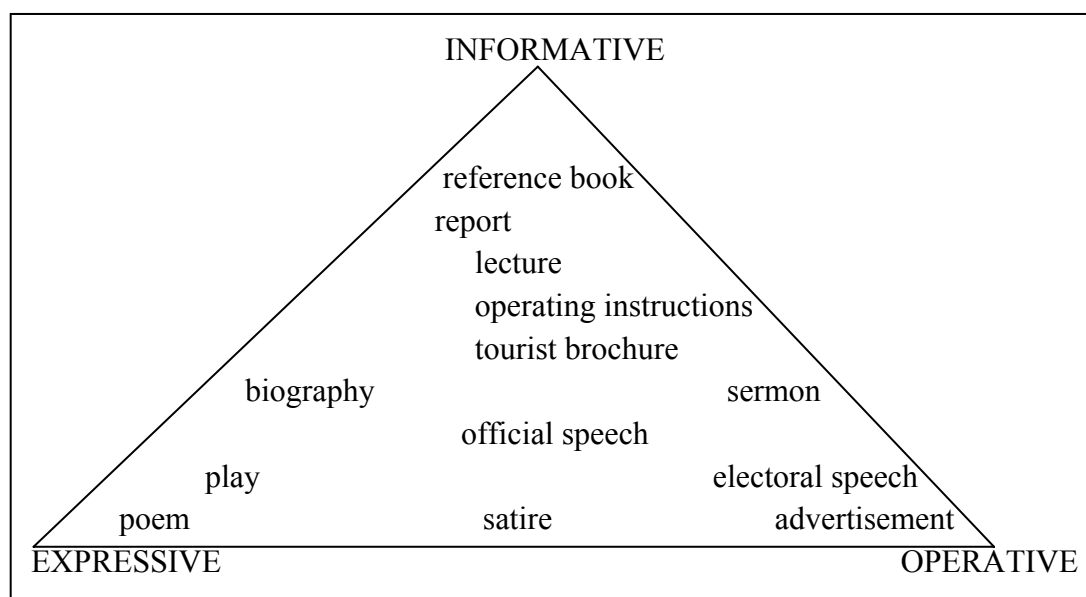 INFORMATIVE
reference book
report
lecture
operating instructions
tourist brochure
biography sermon
official speech
play electoral speech
poem satire advertisement
EXPRESSIVE OPERATIVE